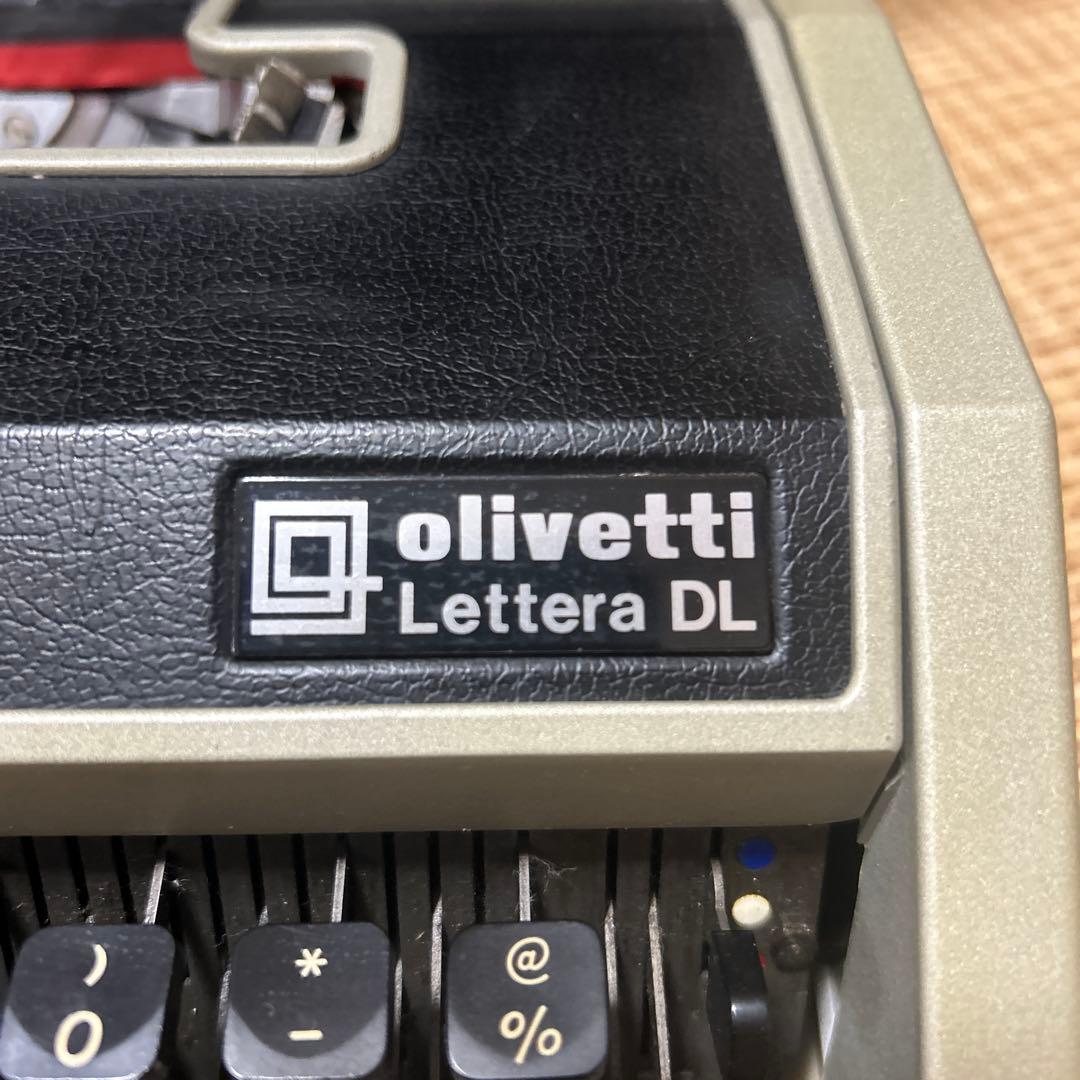 olivetti
Lettera DL
) * @
0 - %